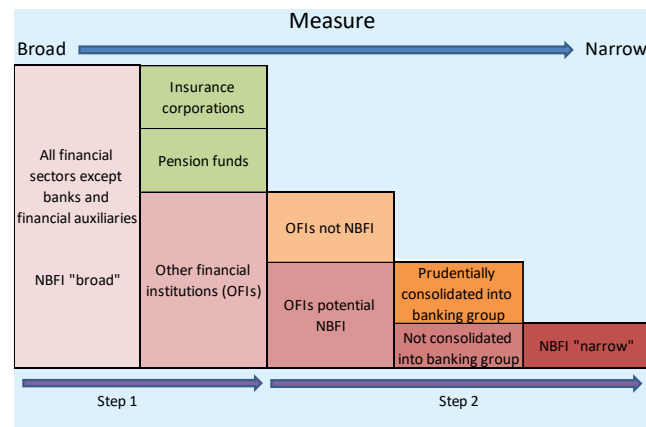 Measure
Broad
Narrow
All financial
sectors except
banks and
financial auxiliaries
NBFI "broad"
Insurance
corporations
Pension funds
Other financial
institutions (OFIs)
OFIs not NBFI
OFIs potential
NBFI
Prudentially
consolidated into
banking group
Not consolidated
into banking group
NBFI "narrow"
Step 1
Step 2